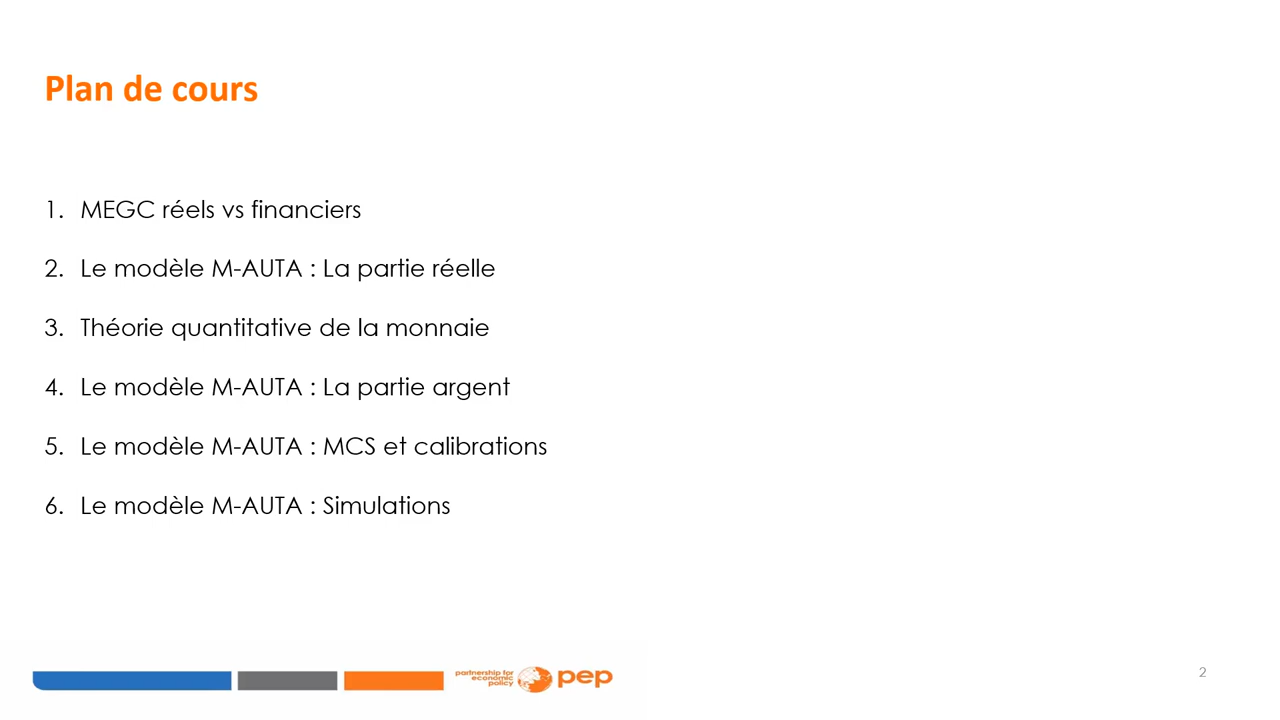 Plan de cours
1. MEGC réels vs financiers
2. Le modèle M-AUTA : La partie réelle
3. Théorie quantitative de la monnaie
4. Le modèle M-AUTA : La partie argent
5. Le modèle M-AUTA : MCS et calibrations
6. Le modèle M-AUTA : Simulations
partnership for
economic
policy
pep
2